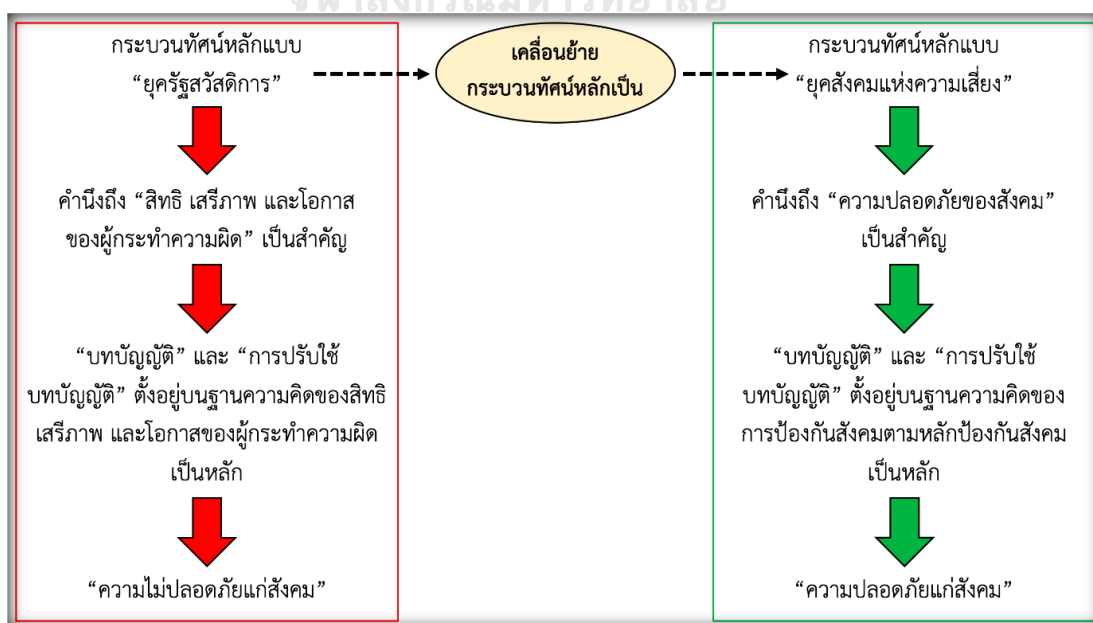 จุฬาลงกรณ์มหาวิทยาลัย
กระบวนทัศน์หลักแบบ
“ยุครัฐสวัสดิการ”
คำนึงถึง “สิทธิ เสรีภาพ และโอกาส
ของผู้กระทำความผิด” เป็นสำคัญ
“บทบัญญัติ” และ “การปรับใช้
บทบัญญัติ” ตั้งอยู่บนฐานความคิดของสิทธิ
เสรีภาพ และโอกาสของผู้กระทำความผิด
เป็นหลัก
“ความไม่ปลอดภัยแก่สังคม”
เคลื่อนย้าย
กระบวนทัศน์หลักเป็น
กระบวนทัศน์หลักแบบ
“ยุคสังคมแห่งความเสี่ยง”
คำนึงถึง “ความปลอดภัยของสังคม”
เป็นสำคัญ
“บทบัญญัติ” และ “การปรับใช้
บทบัญญัติ” ตั้งอยู่บนฐานความคิดของ
การป้องกันสังคมตามหลักป้องกันสังคม
เป็นหลัก
“ความปลอดภัยแก่สังคม”